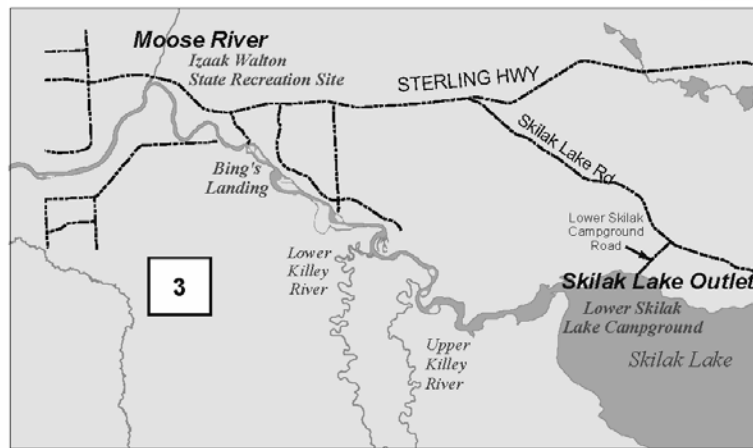 Moose River
Izaak Walton
State Recreation Site
STERLING HWY
Skilak Lake Rd
Bing's
Landing
Lower Skilak
Campground
Road
Lower
Killey
River
3
Skilak Lake Outlet
Lower Skilak
Lake Campground
Upper
Killey
River
Skilak Lake